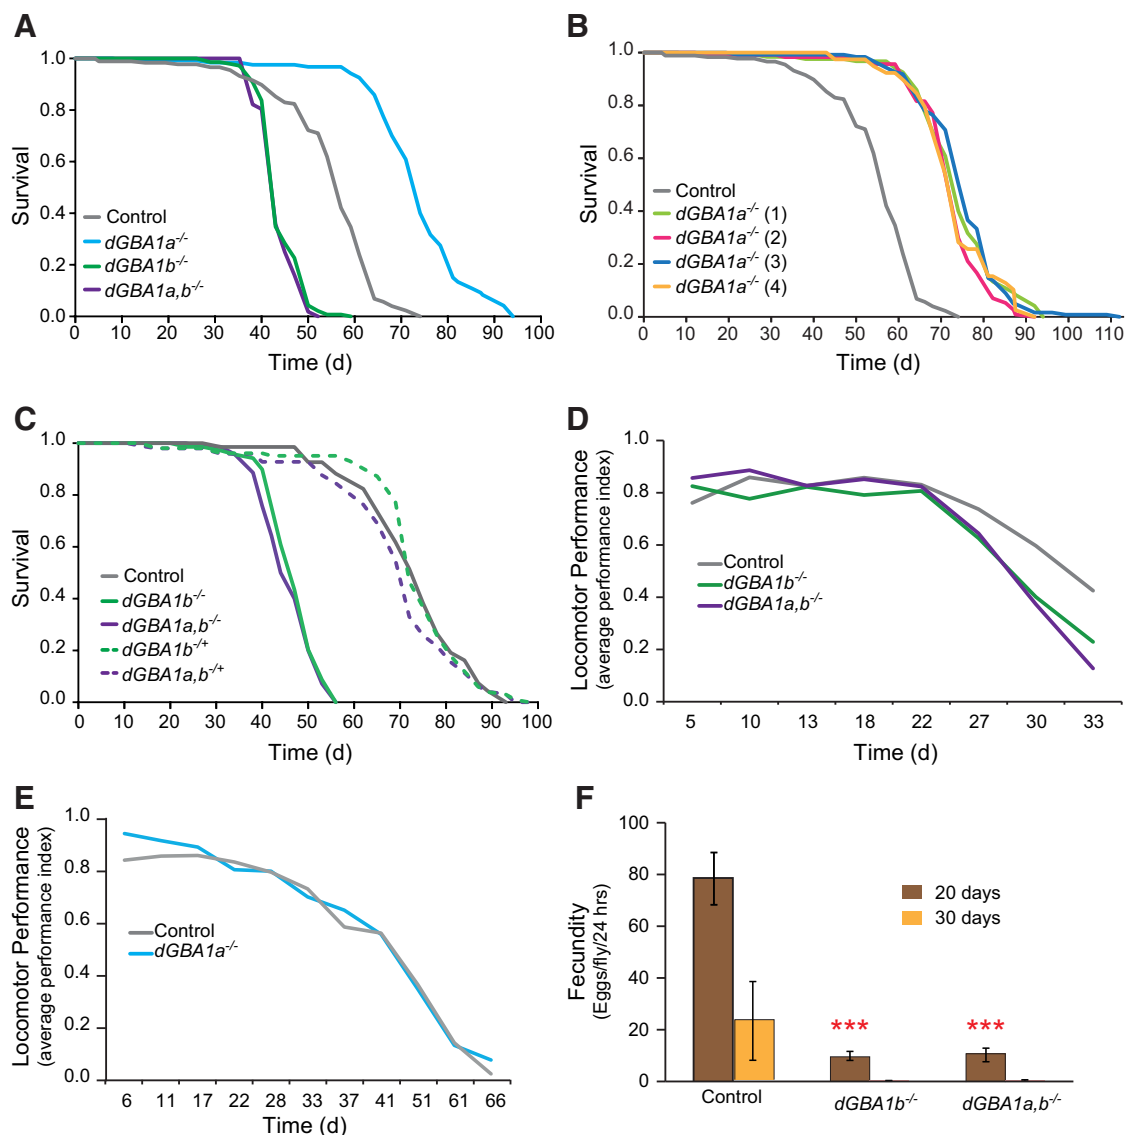 A
1.0
0.8
0.6
0.4
0.2
0.0
Survival
Control
dGBA1a-/-
dGBA1b-/-
dGBA1a,b-/-
0 10 20 30 40 50 60 70 80 90 100
Time (d)
B
1.0
0.8
0.6
0.4
0.2
0.0
Survival
Control
dGBA1a-/- (1)
dGBA1a-/- (2)
dGBA1a-/- (3)
dGBA1a-/- (4)
0 10 20 30 40 50 60 70 80 90 100 110
Time (d)
C
1.0
0.8
0.6
0.4
0.2
0.0
Survival
Control
dGBA1b-/-
dGBA1a,b-/-
dGBA1b-/+
dGBA1a,b-/+
0 10 20 30 40 50 60 70 80 90 100
Time (d)
D
1.0
0.8
0.6
0.4
0.2
0.0
Locomotor Performance
(average performance index)
Control
dGBA1b-/-
dGBA1a,b-/-
5 10 13 18 22 27 30 33
Time (d)
E
1.0
0.8
0.6
0.4
0.2
0.0
Locomotor Performance
(average performance index)
Control
dGBA1a-/-
6 11 17 22 28 33 37 41 51 61 66
Time (d)
F
100
80
60
40
20
0
Fecundity
(Eggs/fly/24 hrs)
20 days
30 days
*** ***
Control dGBA1b-/- dGBA1a,b-/-